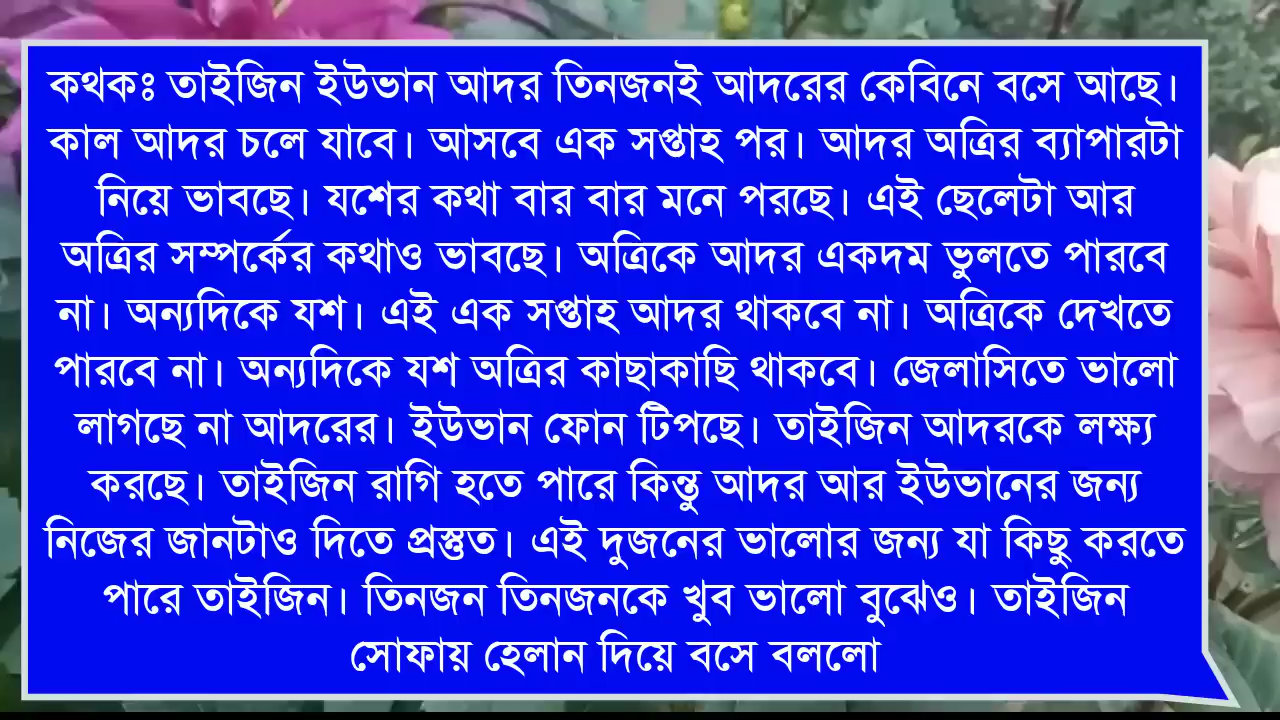 কথকঃ তাইজিন ইউভান আদর তিনজনই আদরের কেবিনে বসে আছে।
কাল আদর চলে যাবে। আসবে এক সপ্তাহ পর। আদর অত্রির ব্যাপারটা
নিয়ে ভাবছে। যশের কথা বার বার মনে পরছে। এই ছেলেটা আর
অত্রির সম্পর্কের কথাও ভাবছে। অত্রিকে আদর একদম ভুলতে পারবে
না। অন্যদিকে যশ। এই এক সপ্তাহ আদর থাকবে না। অত্রিকে দেখতে
পারবে না। অন্যদিকে যশ অত্রির কাছাকাছি থাকবে। জেলাসিতে ভালো
লাগছে না আদরের। ইউভান ফোন টিপছে। তাইজিন আদরকে লক্ষ্য
করছে। তাইজিন রাগি হতে পারে কিন্তু আদর আর ইউভানের জন্য
নিজের জানটাও দিতে প্রস্তুত। এই দুজনের ভালোর জন্য যা কিছু করতে
পারে তাইজিন। তিনজন তিনজনকে খুব ভালো বুঝেও। তাইজিন
সোফায় হেলান দিয়ে বসে বললো